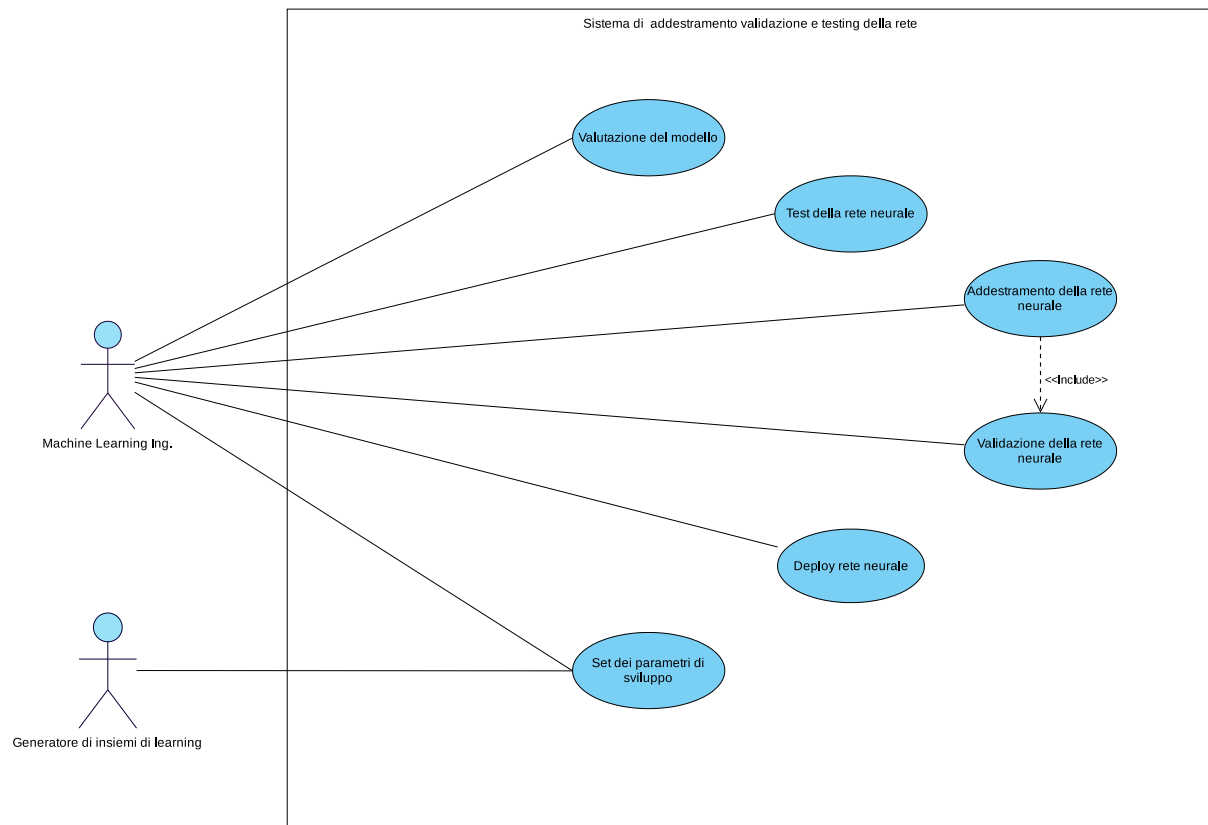 Sistema di addestramento validazione e testing della rete
Valutazione del modello
Test della rete neurale
Addestramento della rete
neurale
<<Include>>
Machine Learning Ing.
Validazione della rete
neurale
Deploy rete neurale
Set dei parametri di
sviluppo
Generatore di insiemi di learning